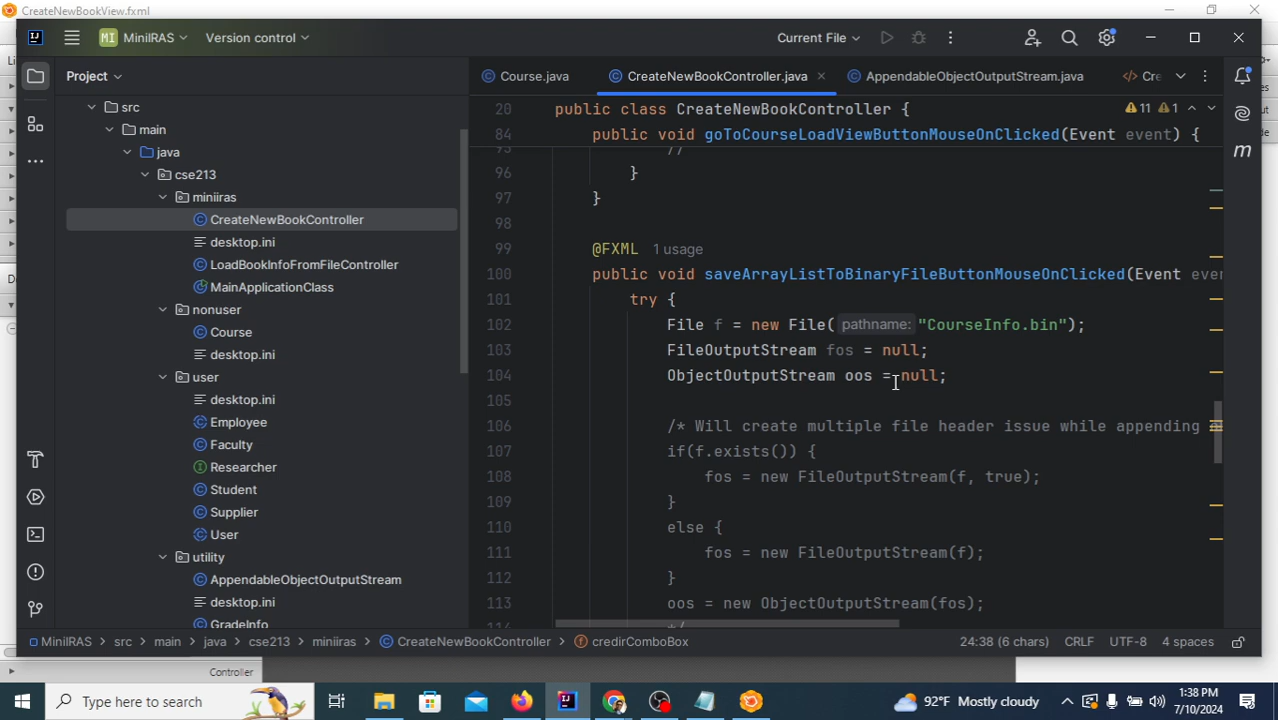 CreateNewBookView.fxml
MinilRAS
Version control
Current File
Project
Course.java
CreateNewBookController.java
AppendableObjectOutputStream.java
Cre
src
main
java
cse213
miniiras
CreateNewBookController
desktop.ini
LoadBookInfoFromFileController
MainApplicationClass
nonuser
Course
desktop.ini
user
desktop.ini
Employee
Faculty
Researcher
Student
Supplier
User
utility
AppendableObjectOutputStream
desktop.ini
GradeInfo
20 public class CreateNewBookController {
11 1
84 public void goToCourseLoadViewButtonMouseOnClicked(Event event) {
95 //
96 }
97 }
98
99 @FXML 1 usage
100 public void saveArrayListToBinaryFileButtonMouseOnClicked(Event ever
101 try {
102 File f = new File( pathname: "CourseInfo.bin");
103 FileOutputStream fos = null;
104 ObjectOutputStream oos = null;
105
106 /* Will create multiple file header issue while appending
107 if(f.exists()) {
108 fos = new FileOutputStream(f, true);
109 }
110 else {
111 fos = new FileOutputStream(f);
112 }
113 oos = new ObjectOutputStream(fos);
MinilRAS > src > main > java > cse213 > miniiras > CreateNewBookController > credirComboBox
24:38 (6 chars) CRLF UTF-8 4 spaces
Controller
Type here to search
92°F Mostly cloudy
1:38 PM
7/10/2024